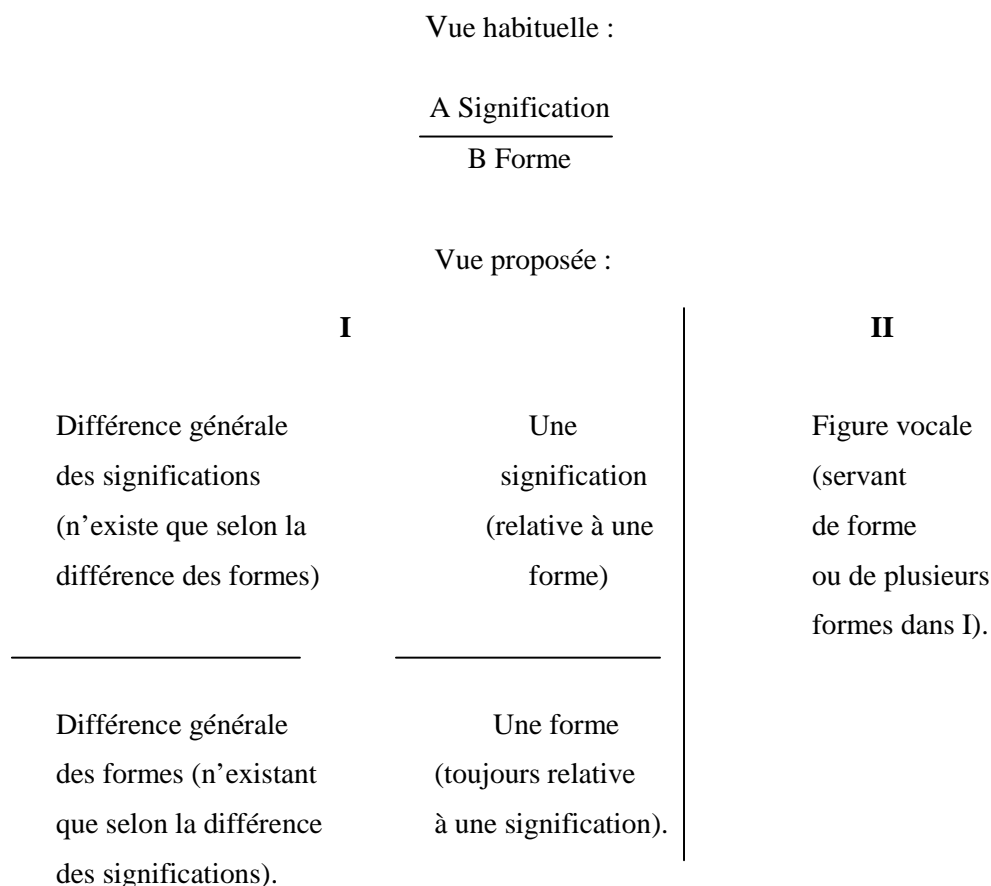 Vue habituelle :
A Signification
B Forme
Vue proposée :
I
Différence générale
des significations
(n’existe que selon la
différence des formes)
Une
signification
(relative à une
forme)
Différence générale
des formes (n’existant
que selon la différence
des significations).
Une forme
(toujours relative
à une signification).
II
Figure vocale
(servant
de forme
ou de plusieurs
formes dans I).